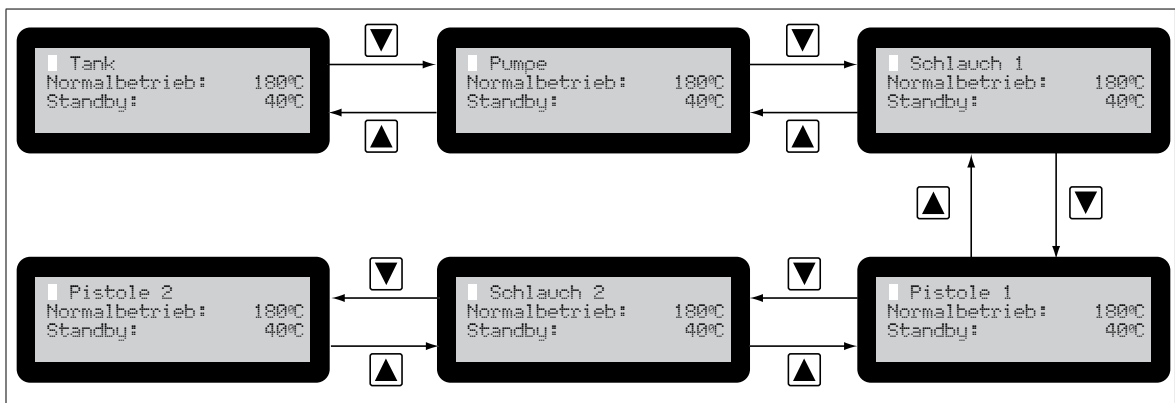 Tank
Normalbetrieb: 180°C
Standby: 40°C
Pumpe
Normalbetrieb: 180°C
Standby: 40°C
Schlauch 1
Normalbetrieb: 180°C
Standby: 40°C
Pistole 2
Normalbetrieb: 180°C
Standby: 40°C
Schlauch 2
Normalbetrieb: 180°C
Standby: 40°C
Pistole 1
Normalbetrieb: 180°C
Standby: 40°C